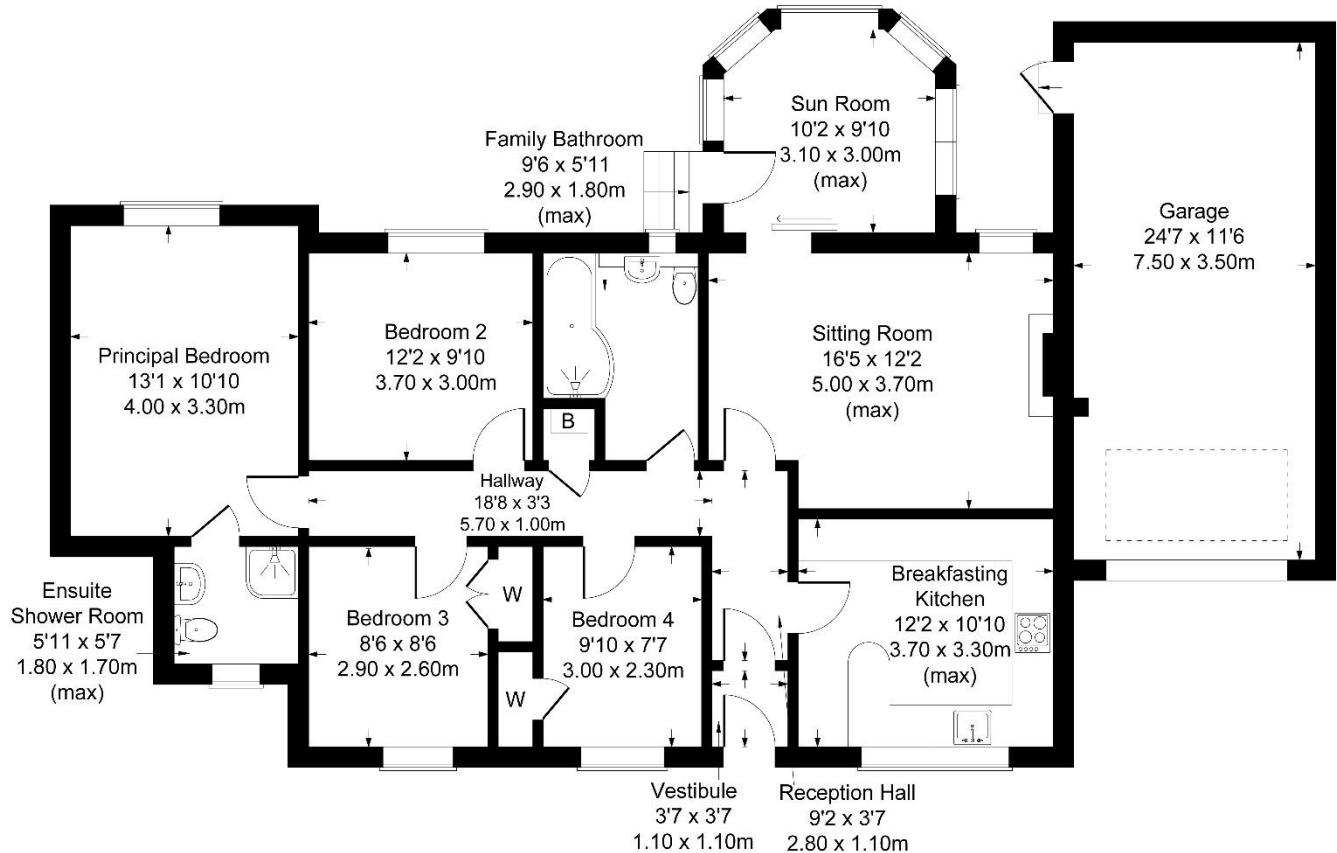 Sun Room
10'2 x 9'10
3.10 x 3.00m
(max)
Family Bathroom
9'6 x 5'11
2.90 x 1.80m
(max)
Garage
24'7 x 11'6
7.50 x 3.50m
Principal Bedroom
13'1 x 10'10
4.00 x 3.30m
Bedroom 2
12'2 x 9'10
3.70 x 3.00m
Sitting Room
16'5 x 12'2
5.00 x 3.70m
(max)
B
Hallway
18'8 x 3'3
5.70 x 1.00m
Ensuite
Shower Room
5'11 x 5'7
1.80 x 1.70m
(max)
Bedroom 3
8'6 x 8'6
2.90 x 2.60m
W
W
Bedroom 4
9'10 x 7'7
3.00 x 2.30m
Breakfasting
Kitchen
12'2 x 10'10
3.70 x 3.30m
(max)
Vestibule
3'7 x 3'7
1.10 x 1.10m
Reception Hall
9'2 x 3'7
2.80 x 1.10m